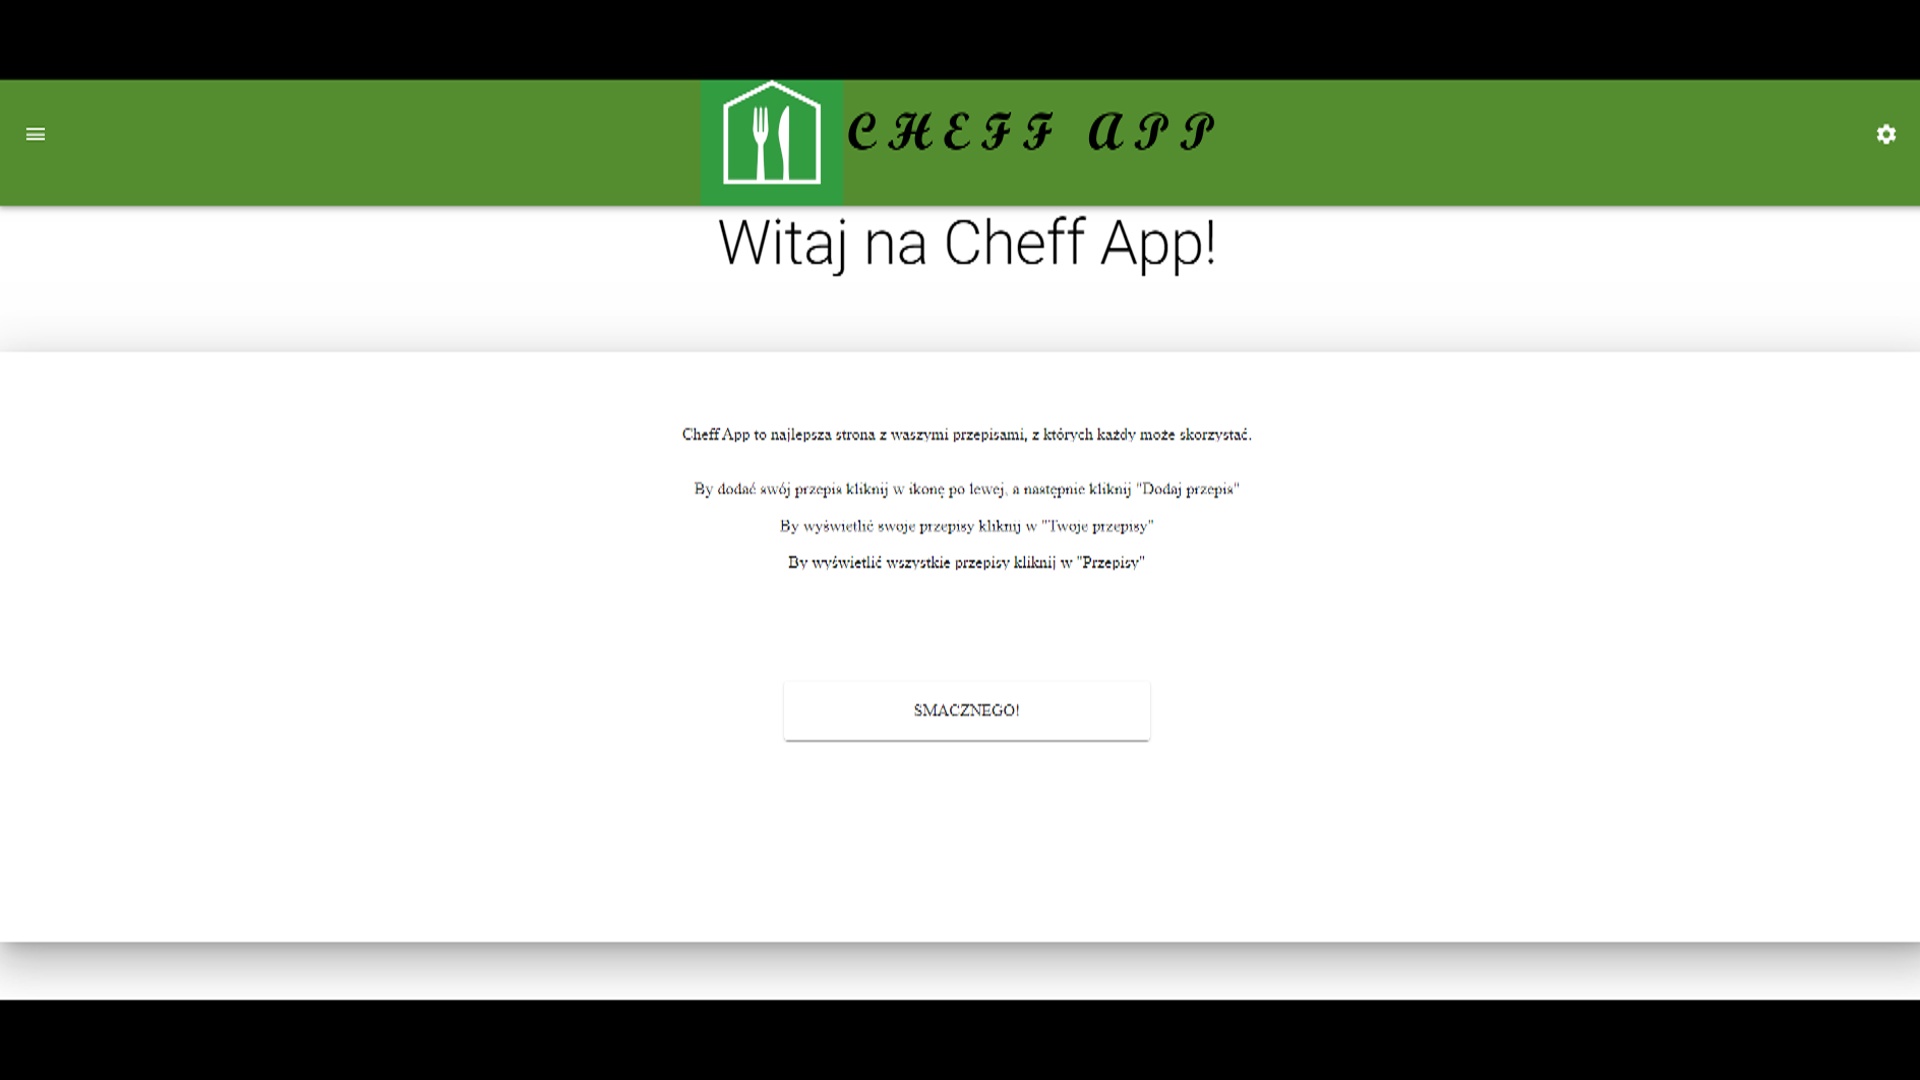 CHEFF APP
Witaj na Cheff App!
Cheff App to najlepsza strona z waszymi przepisami, z których każdy może skorzystać.
By dodać swój przepis kliknij w ikonę po lewej, a następnie kliknij "Dodaj przepis"
By wyświetlić swoje przepisy kliknij w "Twoje przepisy"
By wyświetlić wszystkie przepisy kliknij w "Przepisy"
SMACZNEGO!